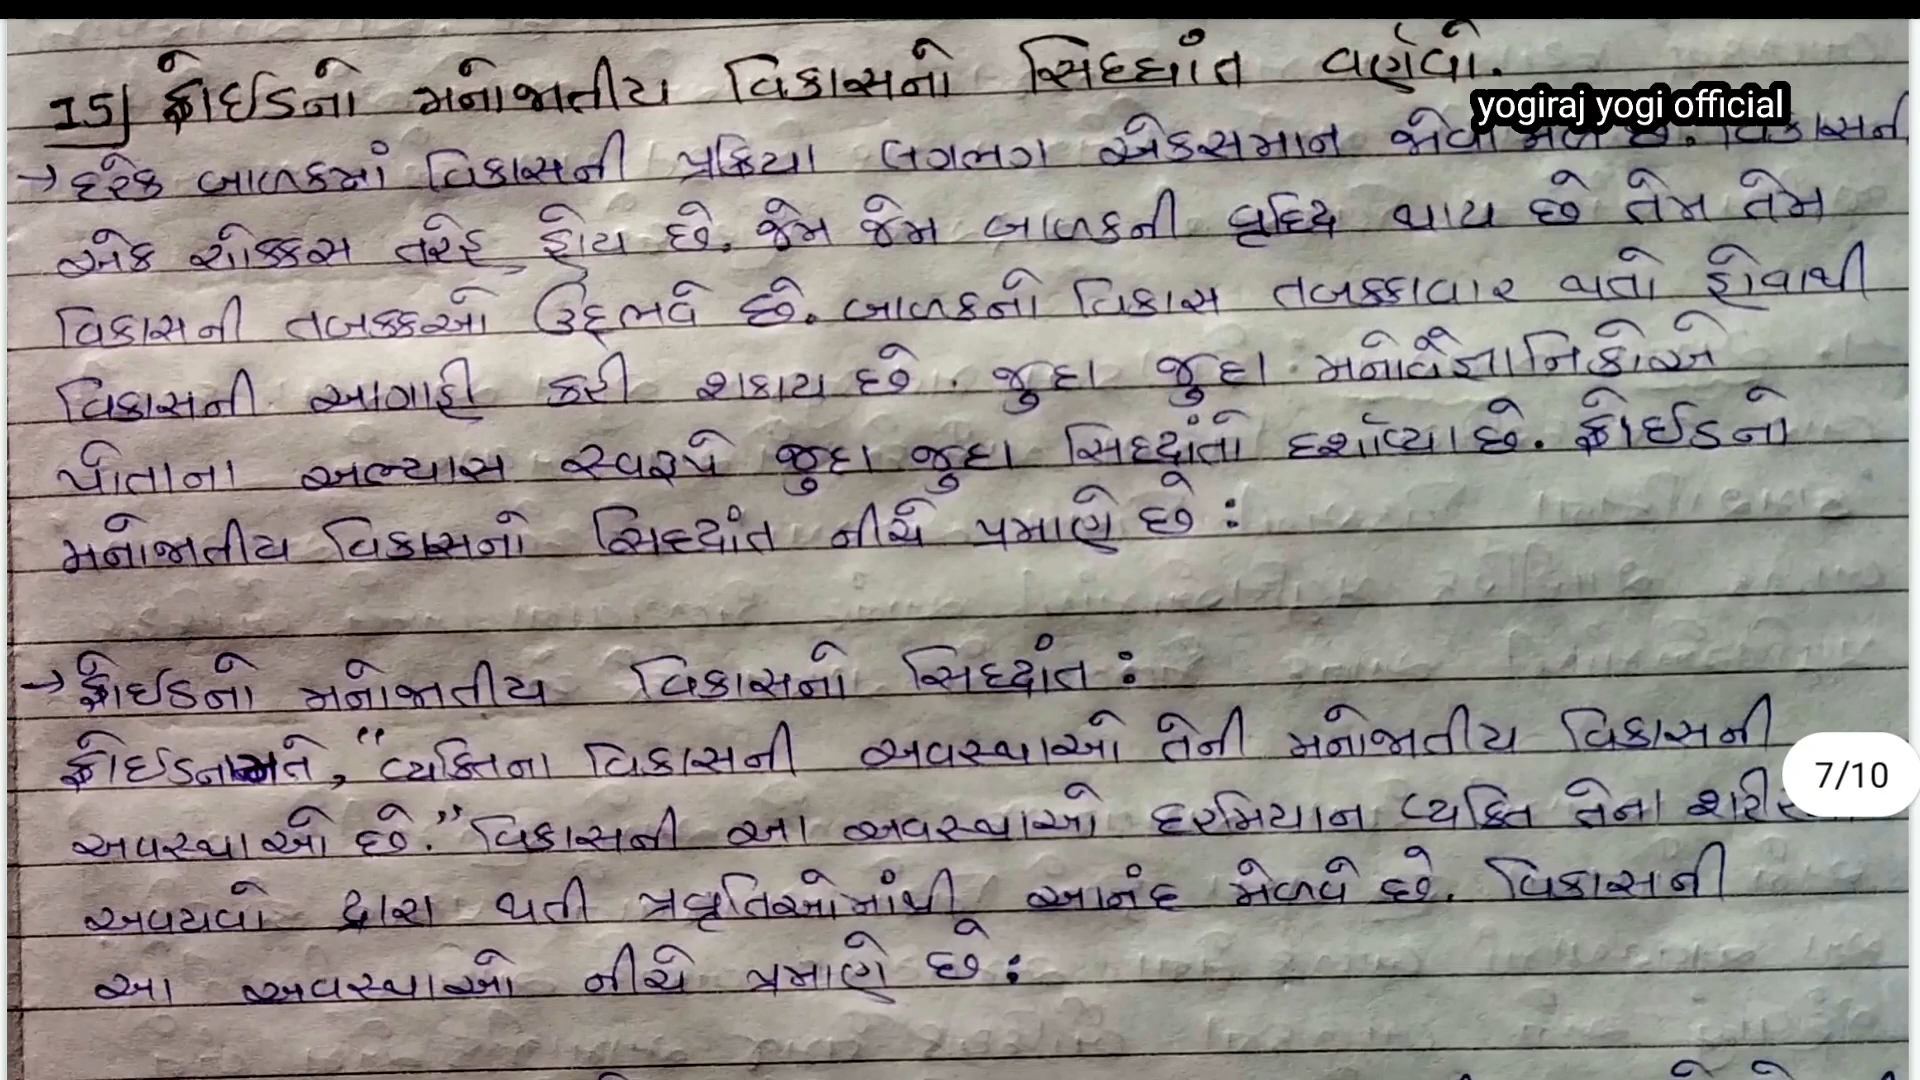 15) ફ્રોઈડનો મનોજાતીય વિકાસનો સિદ્ધાંત વર્ણવો.
yogiraj yogi official
→ દરેક બાળકમાં વિકાસની પ્રક્રિયા લગભગ એકસમાન જોવા મળે છે. વિકાસની
એક ચોક્કસ તરેહ હોય છે. જેમ જેમ બાળકની વૃદ્ધિ થાય છે તેમ તેમ
વિકાસની તબક્કઓ ઉદ્દભવે છે. બાળકનો વિકાસ તબક્કાવાર થતો હોવાથી
વિકાસની આગાહી કરી શકાય છે. જુદા જુદા મનોવૈજ્ઞાનિકોએ
પોતાના અભ્યાસ સ્વરૂપે જુદા જુદા સિદ્ધાંતો દર્શાવ્યા છે. ફ્રોઈડનો
મનોજાતીય વિકાસનો સિદ્ધાંત નીચે પ્રમાણે છે :
→ ફ્રોઈડનો મનોજાતીય વિકાસનો સિદ્ધાંત :
ફ્રોઈડનામતે, "વ્યક્તિના વિકાસની અવસ્થાઓ તેની મનોજાતીય વિકાસની
7/10
અવસ્થાઓ છે." વિકાસની આ અવસ્થાઓ દરમિયાન વ્યક્તિ તેના
અવયવો દ્વારા થતી પ્રવૃતિઓમાંથી આનંદ મેળવે છે. વિકાસની
આ અવસ્થાઓ નીચે પ્રમાણે છે :